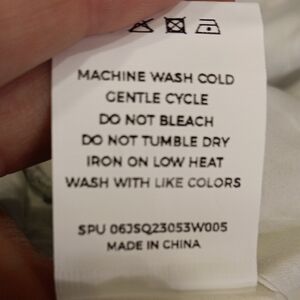 MACHINE WASH COLD
GENTLE CYCLE
DO NOT BLEACH
DO NOT TUMBLE DRY
IRON ON LOW HEAT
WASH WITH LIKE COLORS
SPU 06JSQ23053W005
MADE IN CHINA